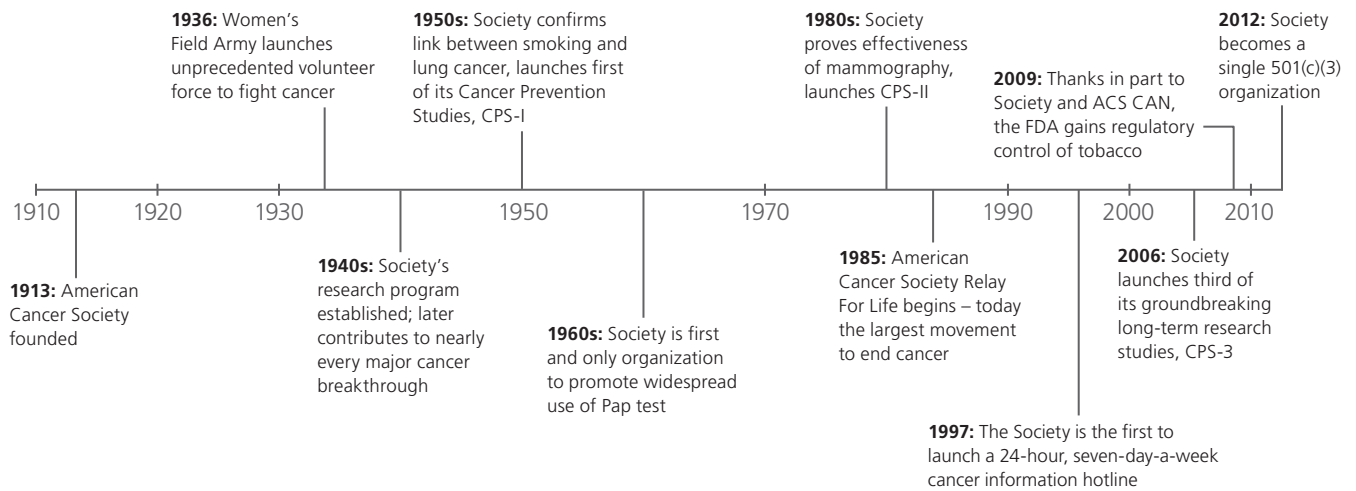 1936: Women's
Field Army launches
unprecedented volunteer
force to fight cancer
1950s: Society confirms
link between smoking and
lung cancer, launches first
of its Cancer Prevention
Studies, CPS-I
1980s: Society
proves effectiveness
of mammography,
launches CPS-II
2009: Thanks in part to
Society and ACS CAN,
the FDA gains regulatory
control of tobacco
2012: Society
becomes a
single 501(c)(3)
organization
1910 1920 1930 1950 1970 1990 2000 2010
1913: American
Cancer Society
founded
1940s: Society's
research program
established; later
contributes to nearly
every major cancer
breakthrough
1960s: Society is first
and only organization
to promote widespread
use of Pap test
1985: American
Cancer Society Relay
For Life begins – today
the largest movement
to end cancer
1997: The Society is the first to
launch a 24-hour, seven-day-a-week
cancer information hotline
2006: Society
launches third of
its groundbreaking
long-term research
studies, CPS-3